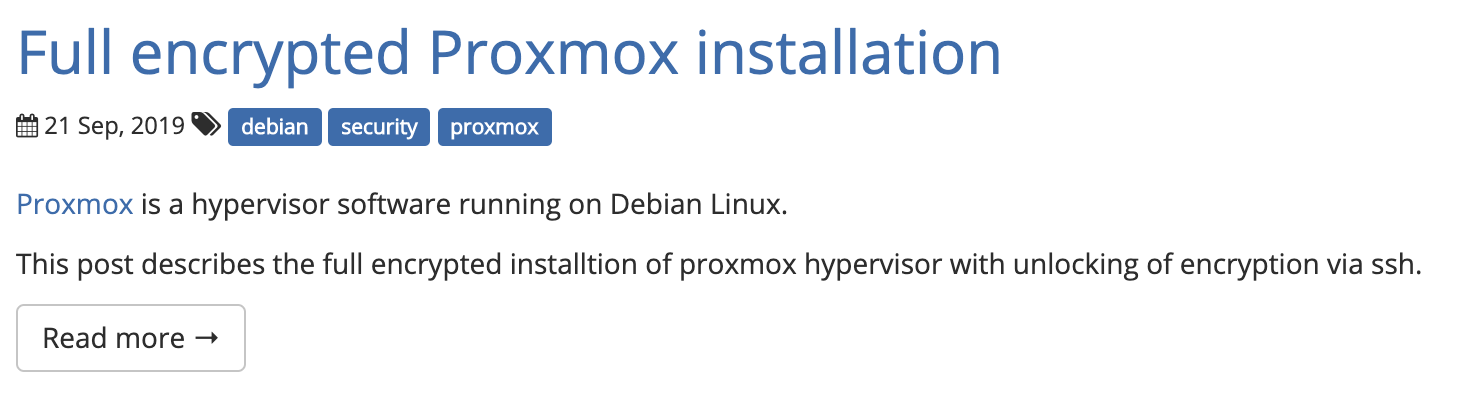 Full encrypted Proxmox installation
21 Sep, 2019 debian security proxmox
Proxmox is a hypervisor software running on Debian Linux.
This post describes the full encrypted installtion of proxmox hypervisor with unlocking of encryption via ssh.
Read more →